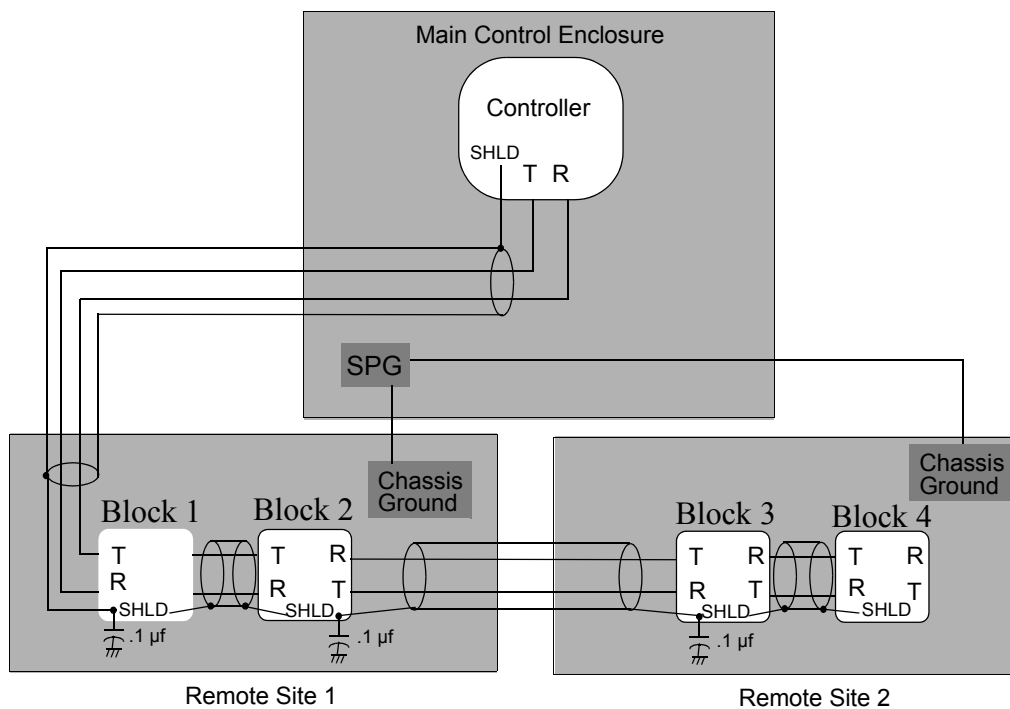 Main Control Enclosure
Controller
SHLD
T R
SPG
Chassis
Ground
Chassis
Ground
Block 1
Block 2
T
R
SHLD
.1 µf
T R
R T
SHLD
.1 µf
Block 3
Block 4
T R
R T
SHLD
.1 µf
T R
R T
SHLD
Remote Site 1
Remote Site 2